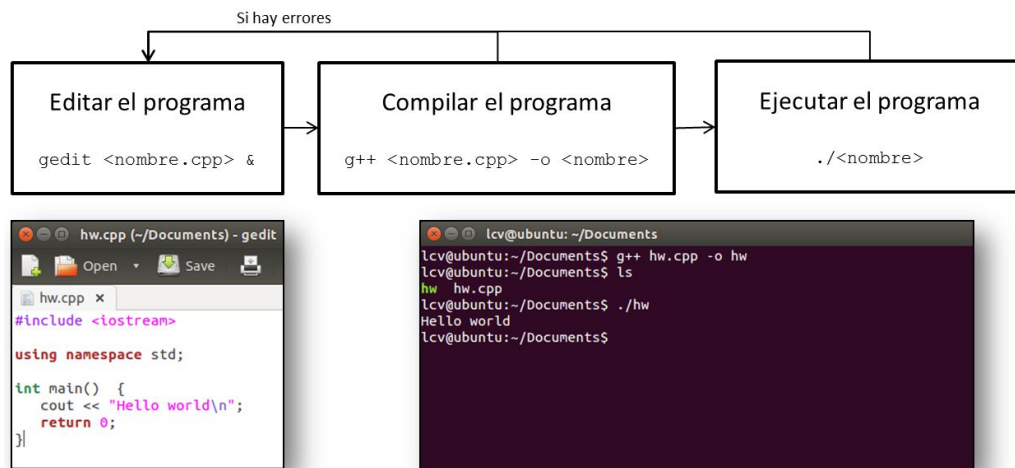 Si hay errores
Editar el programa
gedit <nombre.cpp> &
Compilar el programa
g++ <nombre.cpp> -o <nombre>
Ejecutar el programa
./<nombre>
hw.cpp (~/Documents) - gedit
Open Save
hw.cpp ×
#include <iostream>
using namespace std;
int main()  {
   cout << "Hello world\n";
   return 0;
}
lcv@ubuntu: ~/Documents
lcv@ubuntu:~/Documents$ g++ hw.cpp -o hw
lcv@ubuntu:~/Documents$ ls
hw  hw.cpp
lcv@ubuntu:~/Documents$ ./hw
Hello world
lcv@ubuntu:~/Documents$